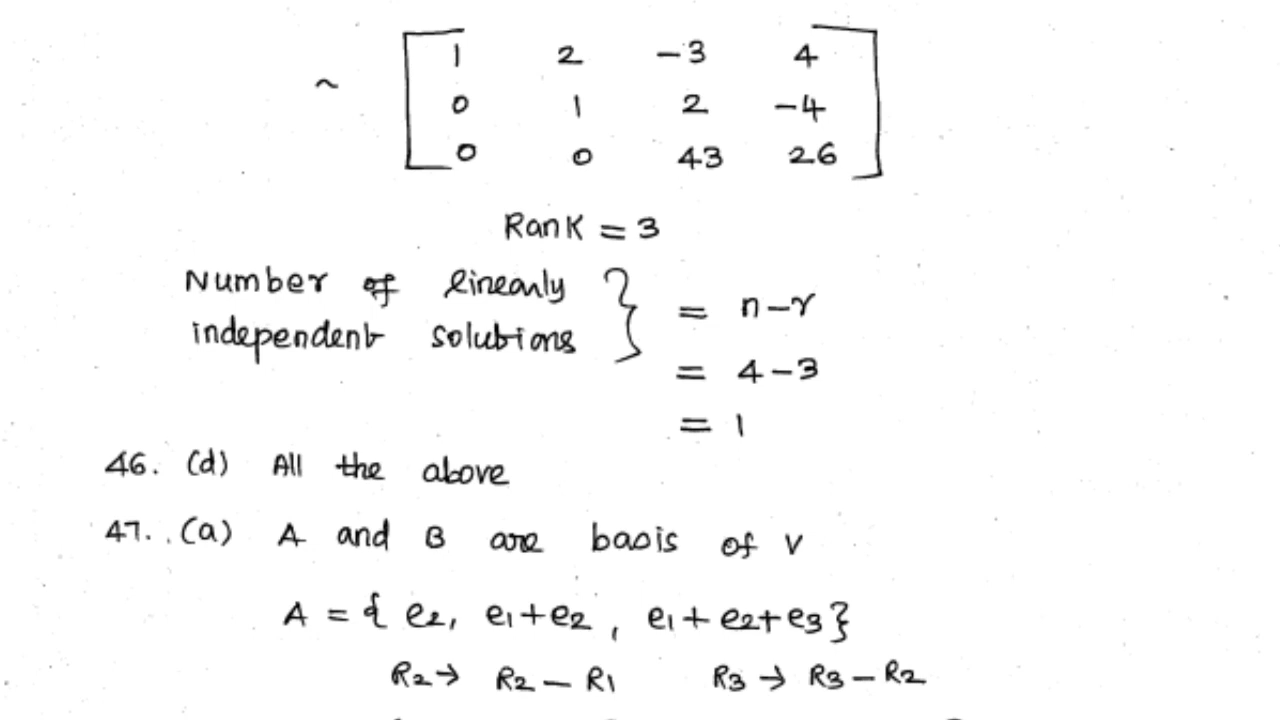 ~ [ 1 2 -3 4
0 1 2 -4
0 0 43 26 ]
Rank = 3
Number of linearly
independent solutions } = n-r
= 4-3
= 1
46. (d) All the above
47. (a) A and B are basis of V
A = { e2, e1+e2, e1+e2+e3}
R2→ R2-R1 R3 → R3-R2